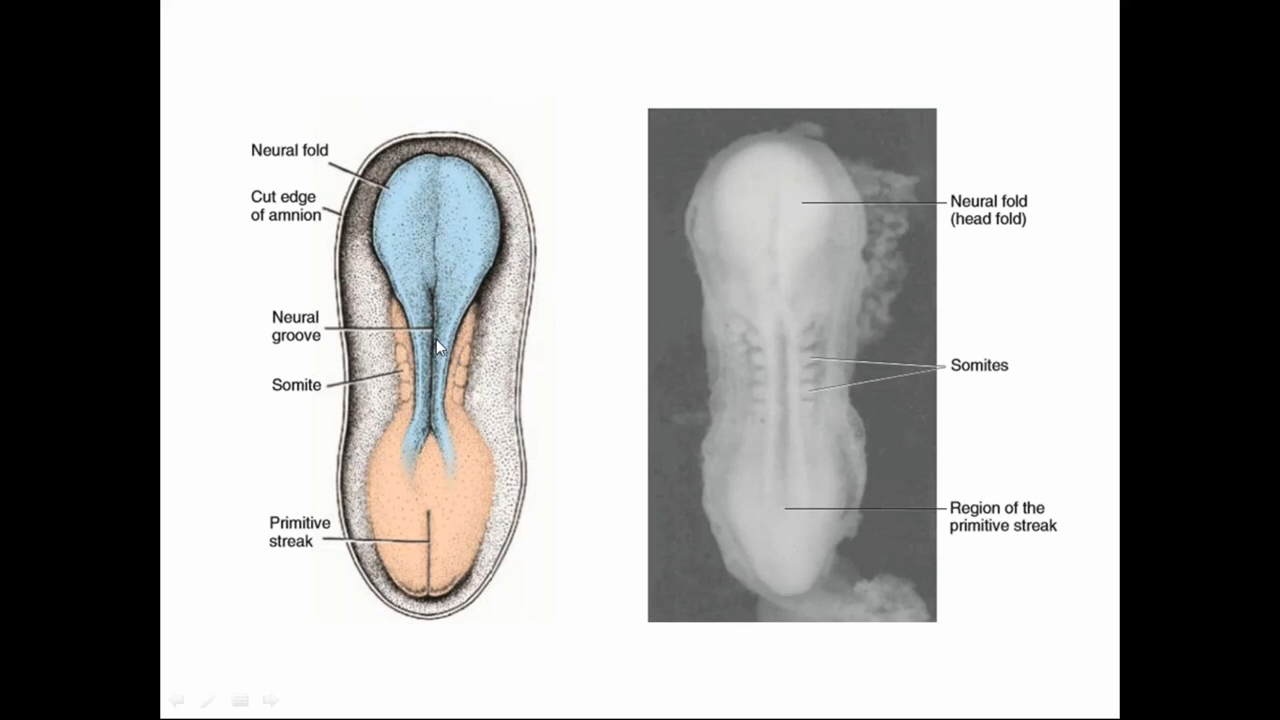 Neural fold
Cut edge
of amnion
Neural
groove
Somite
Primitive
streak
Neural fold
(head fold)
Somites
Region of the
primitive streak